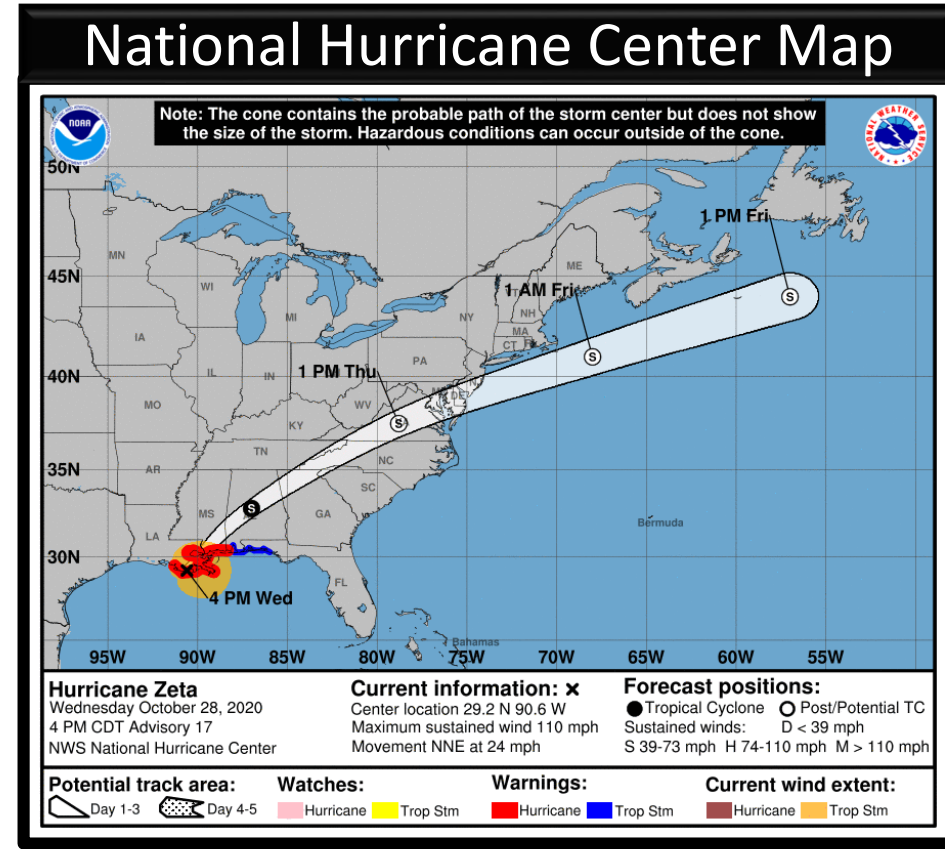 National Hurricane Center Map
Note: The cone contains the probable path of the storm center but does not show
the size of the storm. Hazardous conditions can occur outside of the cone.
NOAA
NATIONAL WEATHER SERVICE
50N
1 PM Fri
MN
ME
45N
WI
1 AM Fri
VT
NH
S
MI
NY
MA
IA
CT RI
S
PA
1 PM Thu
IL
IN
40N
DE
MO
WV
S
KY
TN
NC
35N
AR
SC
S
MS
GA
Bermuda
LA
30N
FL
4 PM Wed
Bahamas
95W 90W 85W 80W 75W 70W 65W 60W 55W
Hurricane Zeta
Wednesday October 28, 2020
4 PM CDT Advisory 17
NWS National Hurricane Center
Current information: x
Center location 29.2 N 90.6 W
Maximum sustained wind 110 mph
Movement NNE at 24 mph
Forecast positions:
Tropical Cyclone Post/Potential TC
Sustained winds: D < 39 mph
S 39-73 mph H 74-110 mph M > 110 mph
Potential track area:
Day 1-3 Day 4-5
Watches:
Hurricane Trop Stm
Warnings:
Hurricane Trop Stm
Current wind extent:
Hurricane Trop Stm